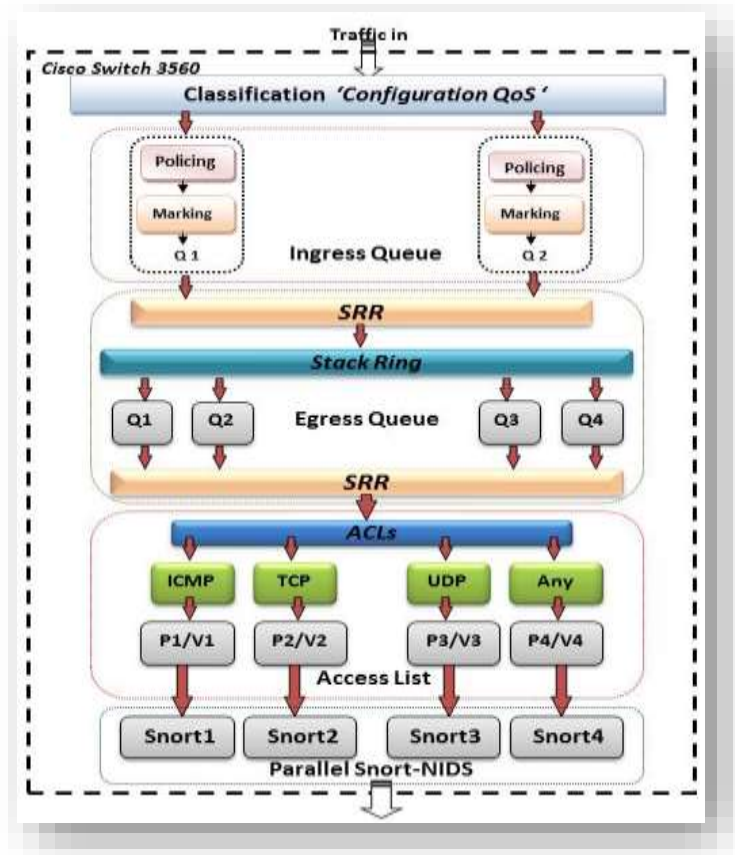 Traffic in
Cisco Switch 3560
Classification ‘Configuration QoS ‘
Policing Policing
Marking Marking
Q 1 Ingress Queue Q 2
SRR
Stack Ring
Q1 Q2 Egress Queue Q3 Q4
SRR
ACLs
ICMP TCP UDP Any
P1/V1 P2/V2 P3/V3 P4/V4
Access List
Snort1 Snort2 Snort3 Snort4
Parallel Snort-NIDS